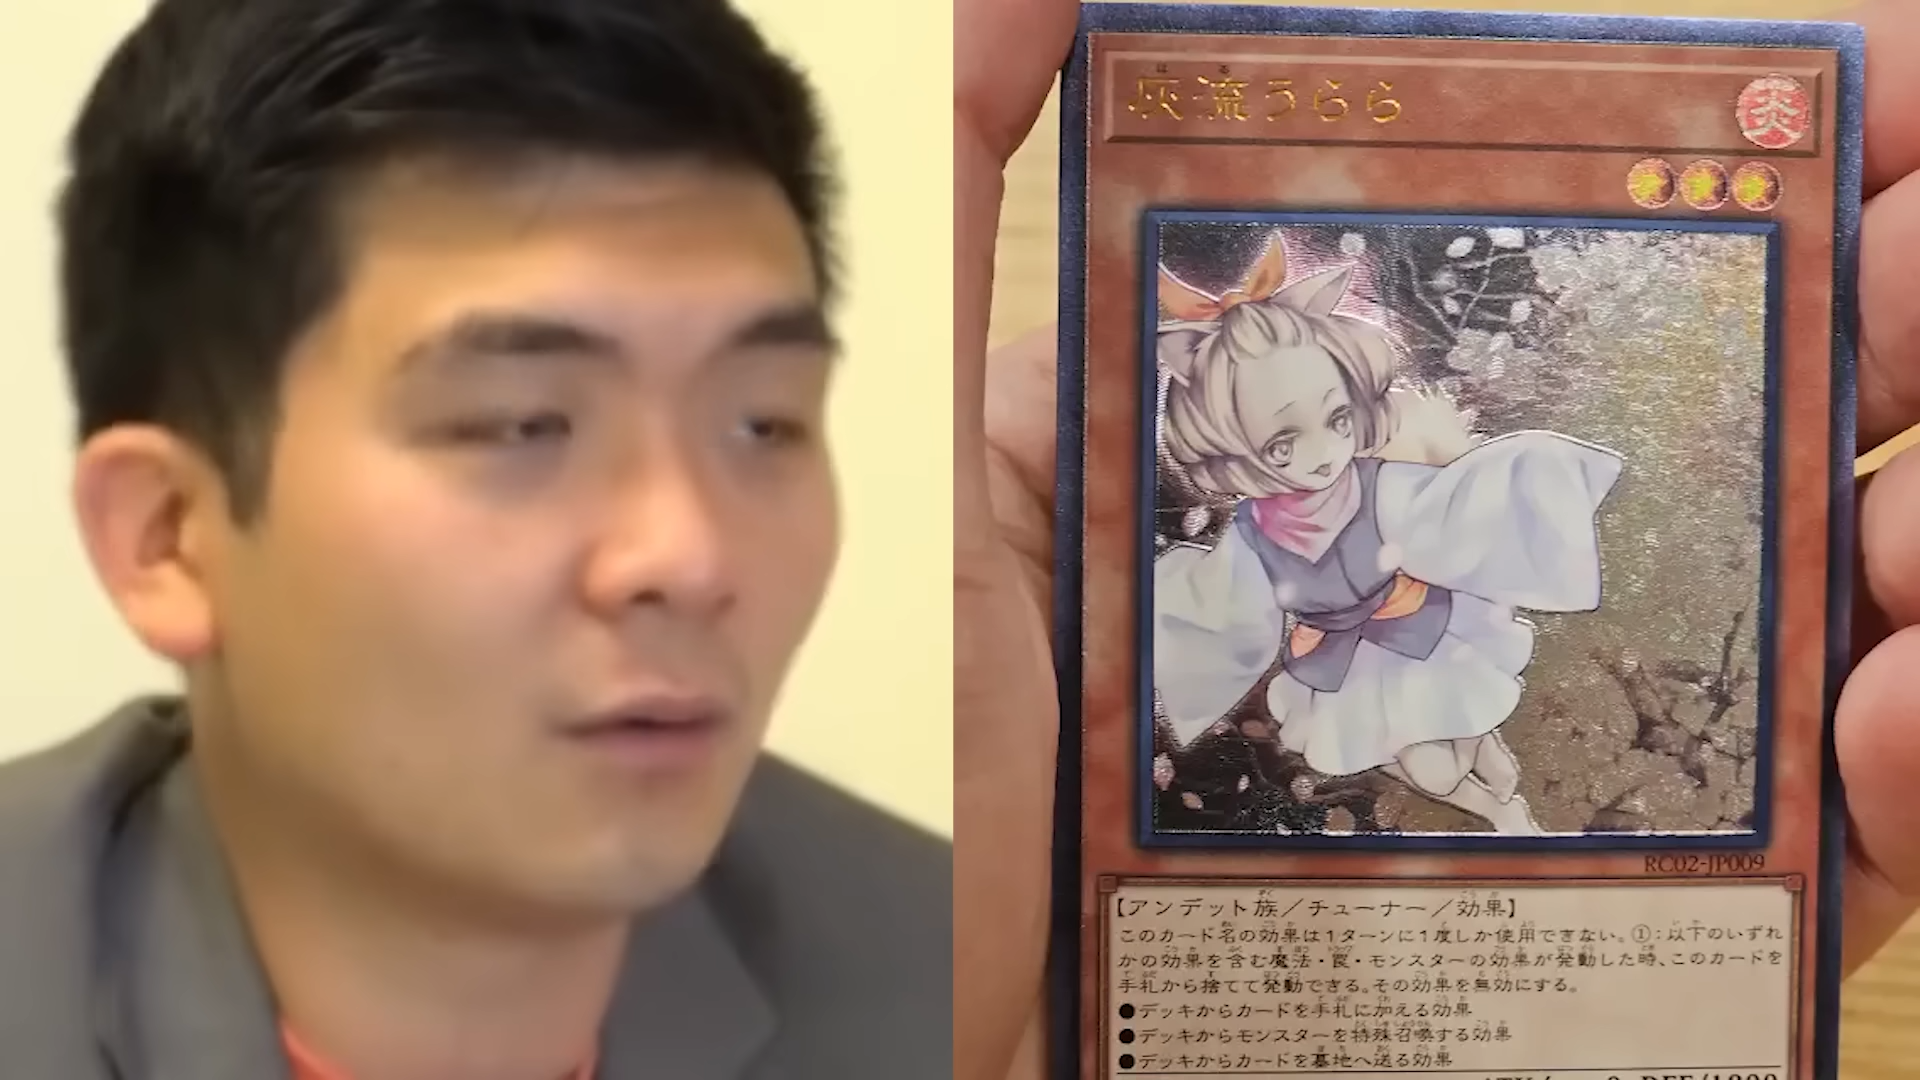 灰流うらら
炎
RC02-JP009
【アンデット族/チューナー/効果】
このカード名の効果は1ターンに1度しか使用できない。①:以下のいずれ
かの効果を含む魔法・罠・モンスターの効果が発動した時、このカードを
手札から捨てて発動できる。その効果を無効にする。
●デッキからカードを手札に加える効果
●デッキからモンスターを特殊召喚する効果
●デッキからカードを墓地へ送る効果